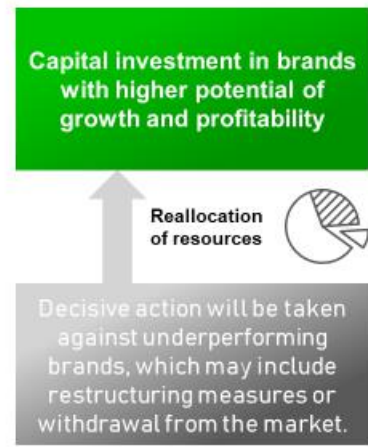 Capital investment in brands
with higher potential of
growth and profitability
Reallocation
of resources
Decisive action will be taken
against underperforming
brands, which may include
restructuring measures or
withdrawal from the market.